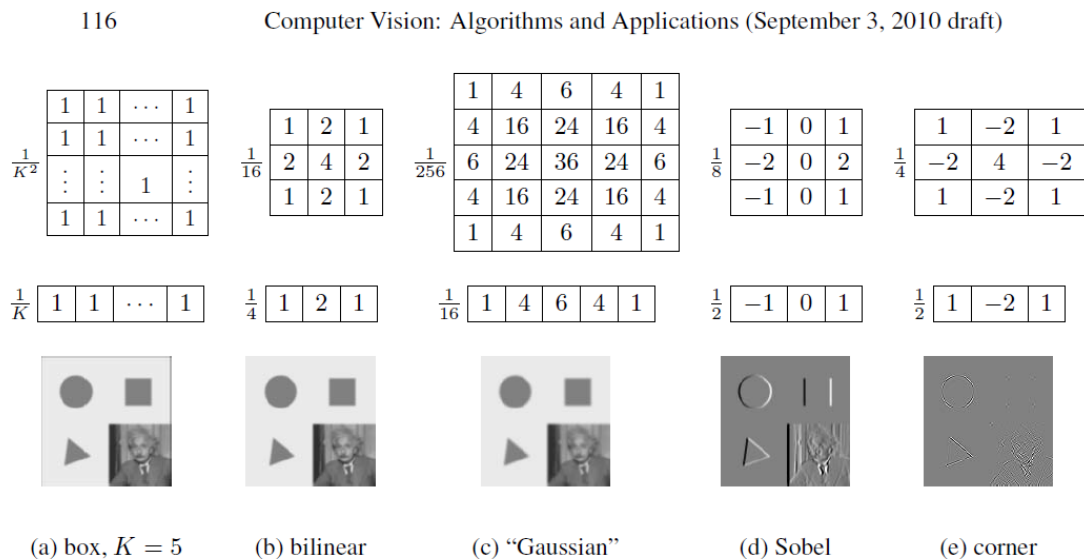 116 Computer Vision: Algorithms and Applications (September 3, 2010 draft)
1/K² 
1 1 ⋯ 1
1 1 ⋯ 1
⋮ ⋮ 1 ⋮
1 1 ⋯ 1
1/16
1 2 1
2 4 2
1 2 1
1/256
1 4 6 4 1
4 16 24 16 4
6 24 36 24 6
4 16 24 16 4
1 4 6 4 1
1/8
−1 0 1
−2 0 2
−1 0 1
1/4
1 −2 1
−2 4 −2
1 −2 1
1/K 1 1 ⋯ 1
1/4 1 2 1
1/16 1 4 6 4 1
1/2 −1 0 1
1/2 1 −2 1
(a) box, K = 5 (b) bilinear (c) “Gaussian” (d) Sobel (e) corner